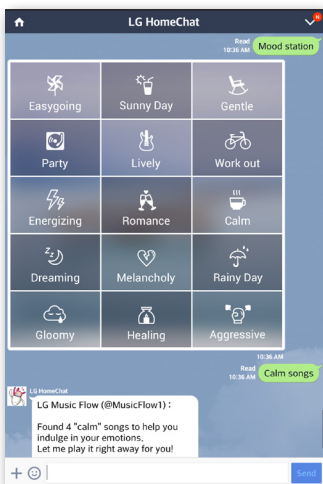 LG HomeChat
Read
10:36 AM
Mood station
Easygoing
Sunny Day
Gentle
Party
Lively
Work out
Energizing
Romance
Calm
Dreaming
Melancholy
Rainy Day
Gloomy
Healing
Aggressive
10:36 AM
Read
10:36 AM
Calm songs
LG HomeChat
LG Music Flow (@MusicFlow1) :
Found 4 "calm" songs to help you
indulge in your emotions.
Let me play it right away for you!
Send